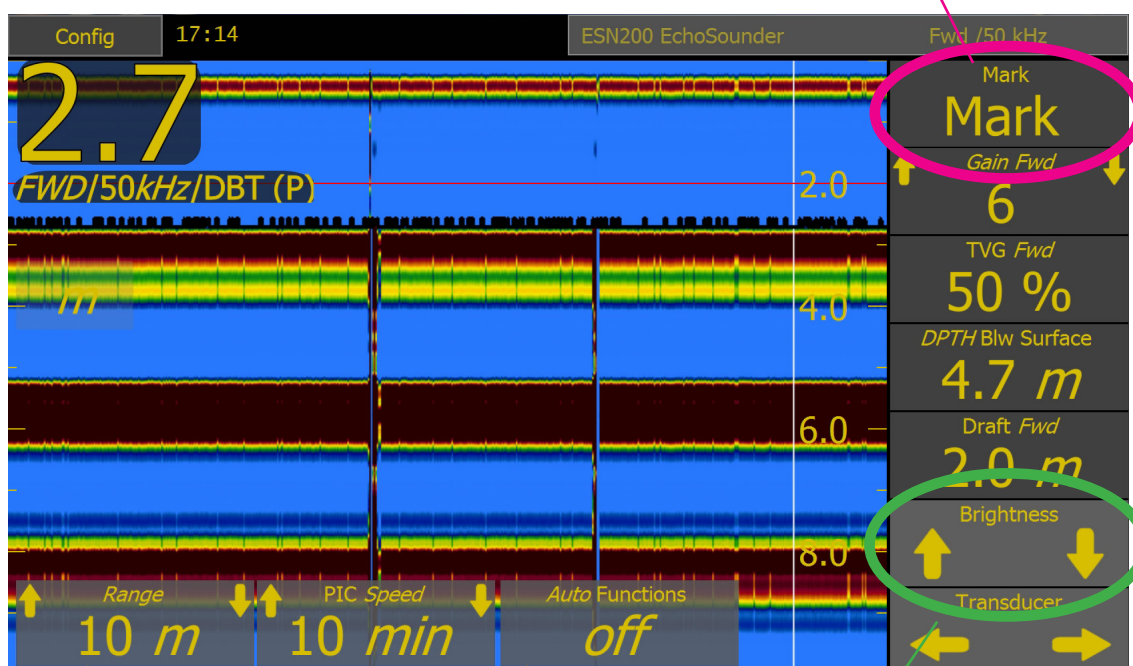 Config
17:14
ESN200 EchoSounder
Fwd /50 kHz
2.7
FWD/50kHz/DBT (P)
m
2.0
4.0
6.0
8.0
Mark
Mark
Gain Fwd
6
TVG Fwd
50 %
DPTH Blw Surface
4.7 m
Draft Fwd
2.0 m
Brightness
Transducer
Range
10 m
PIC Speed
10 min
Auto Functions
off